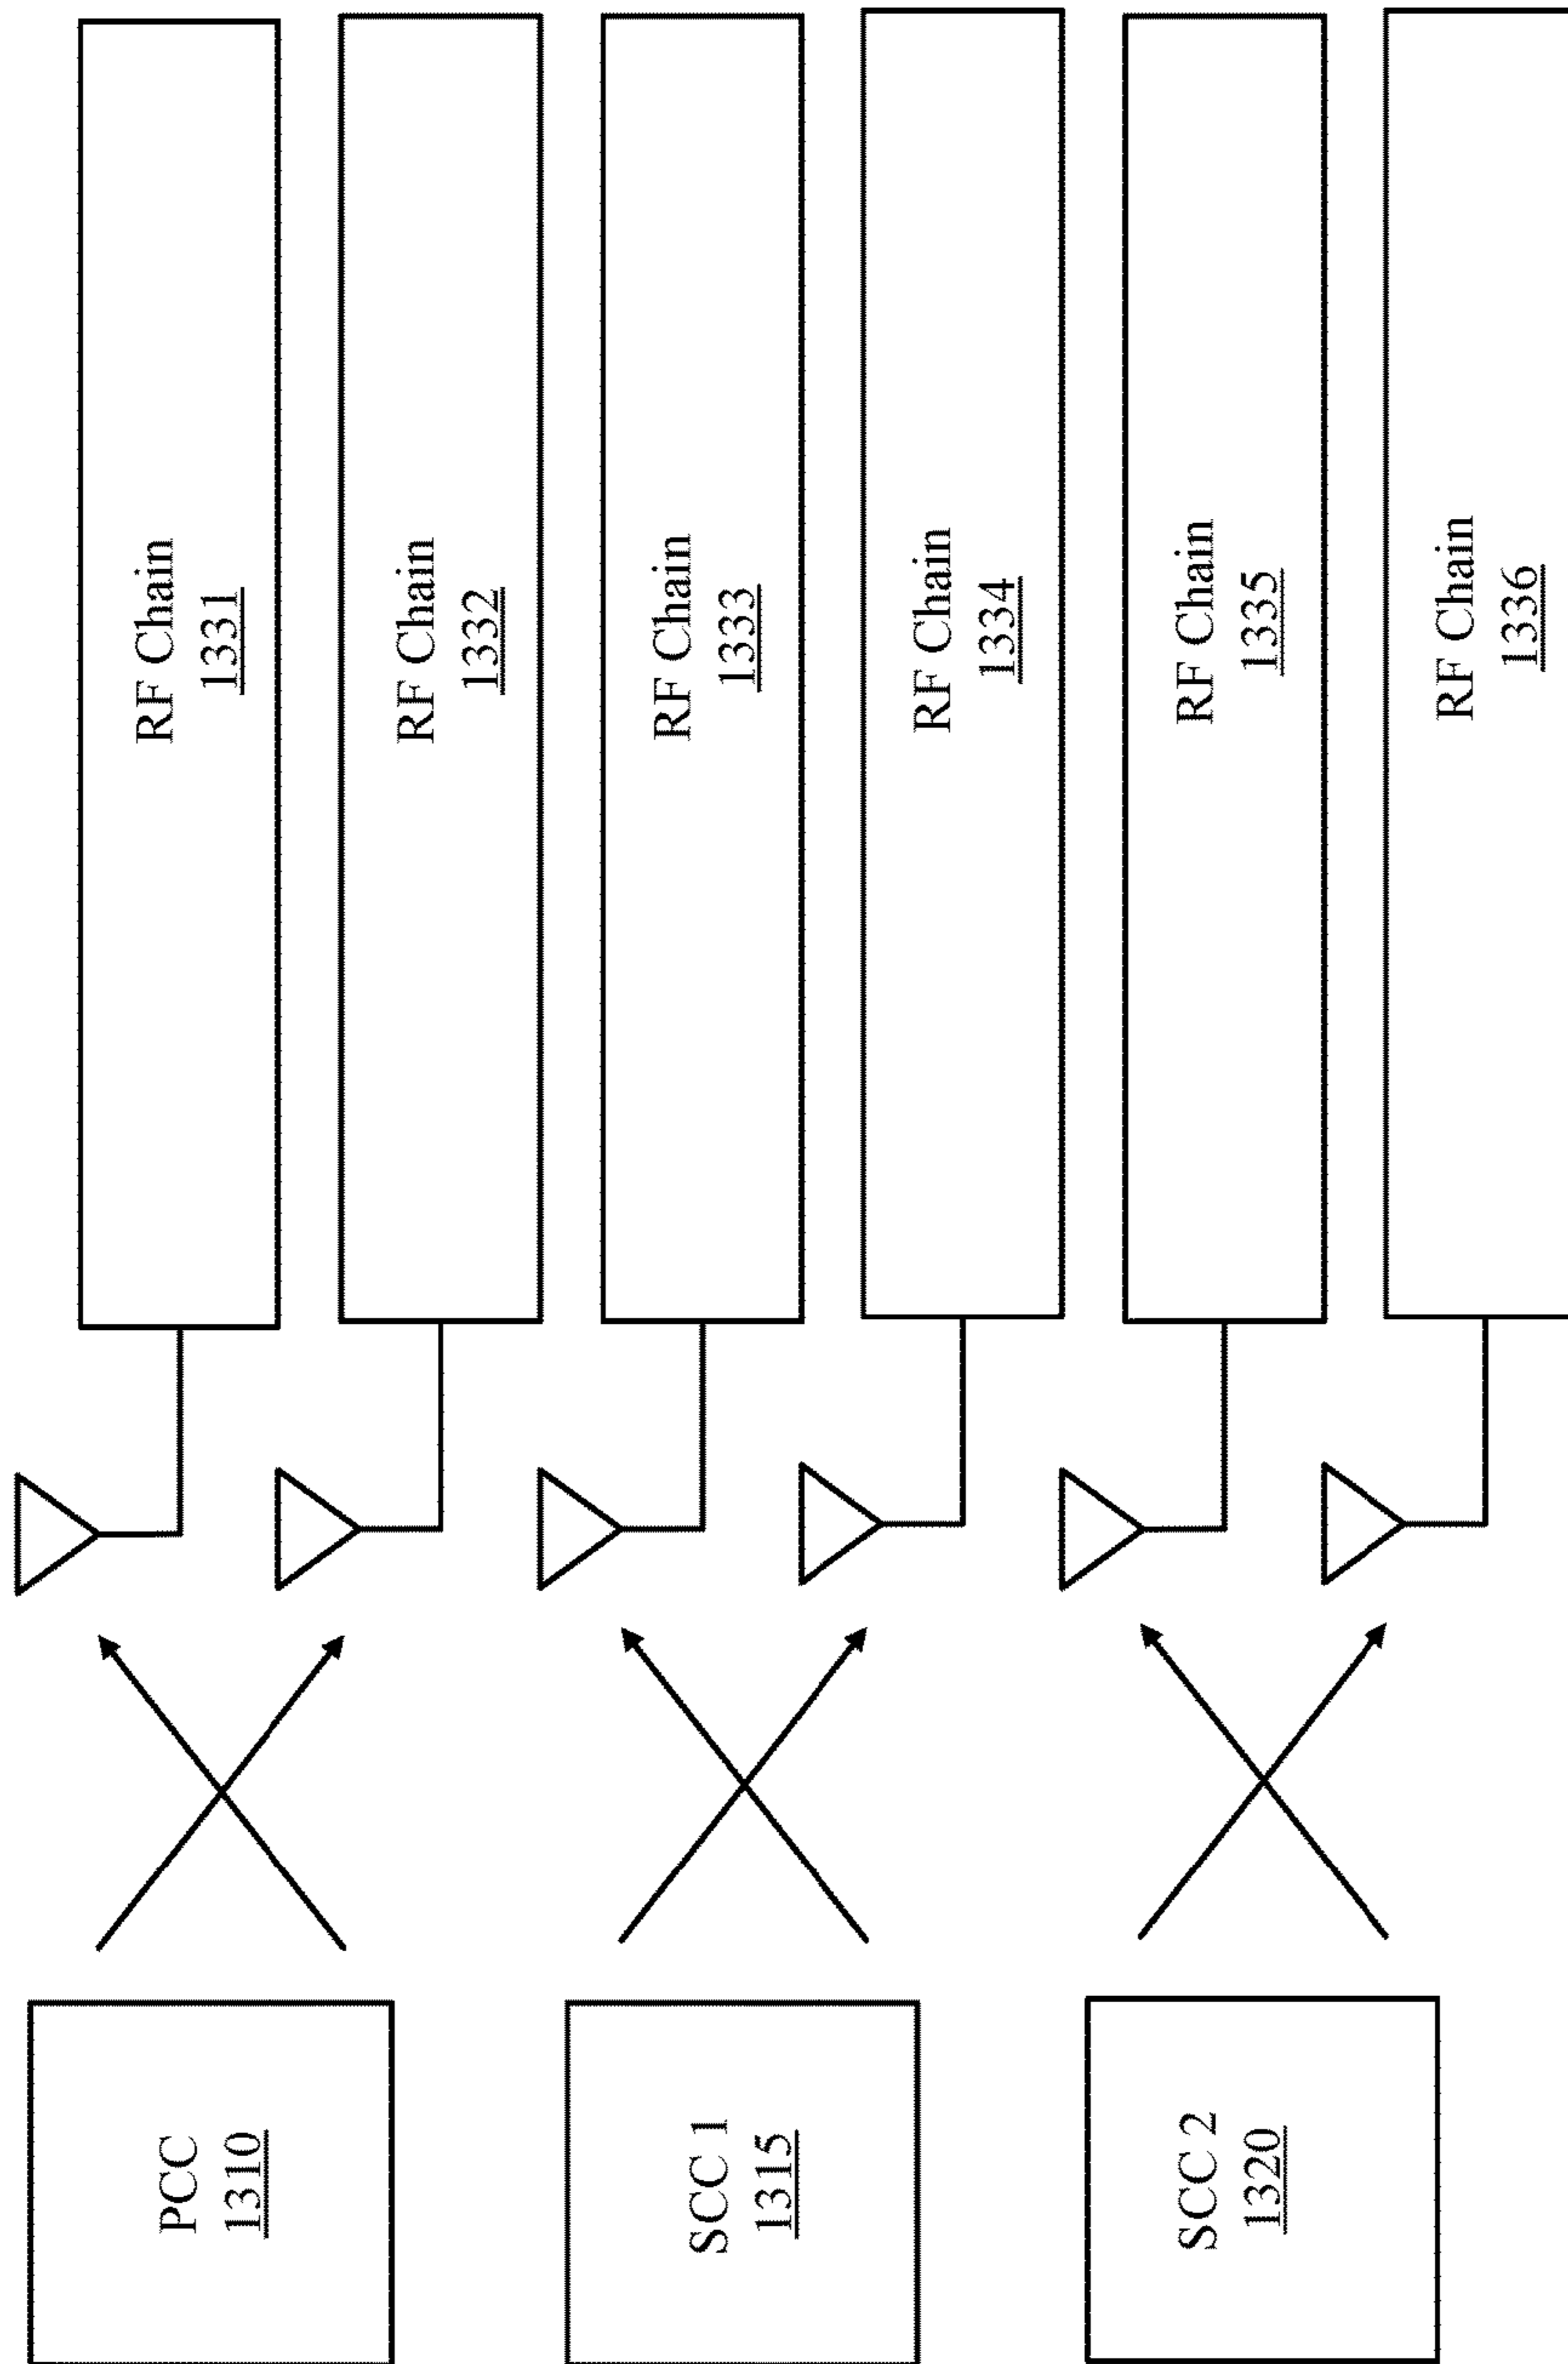 PCC
1310
SCC 1
1315
SCC 2
1320
RF Chain
1331
RF Chain
1332
RF Chain
1333
RF Chain
1334
RF Chain
1335
RF Chain
1336